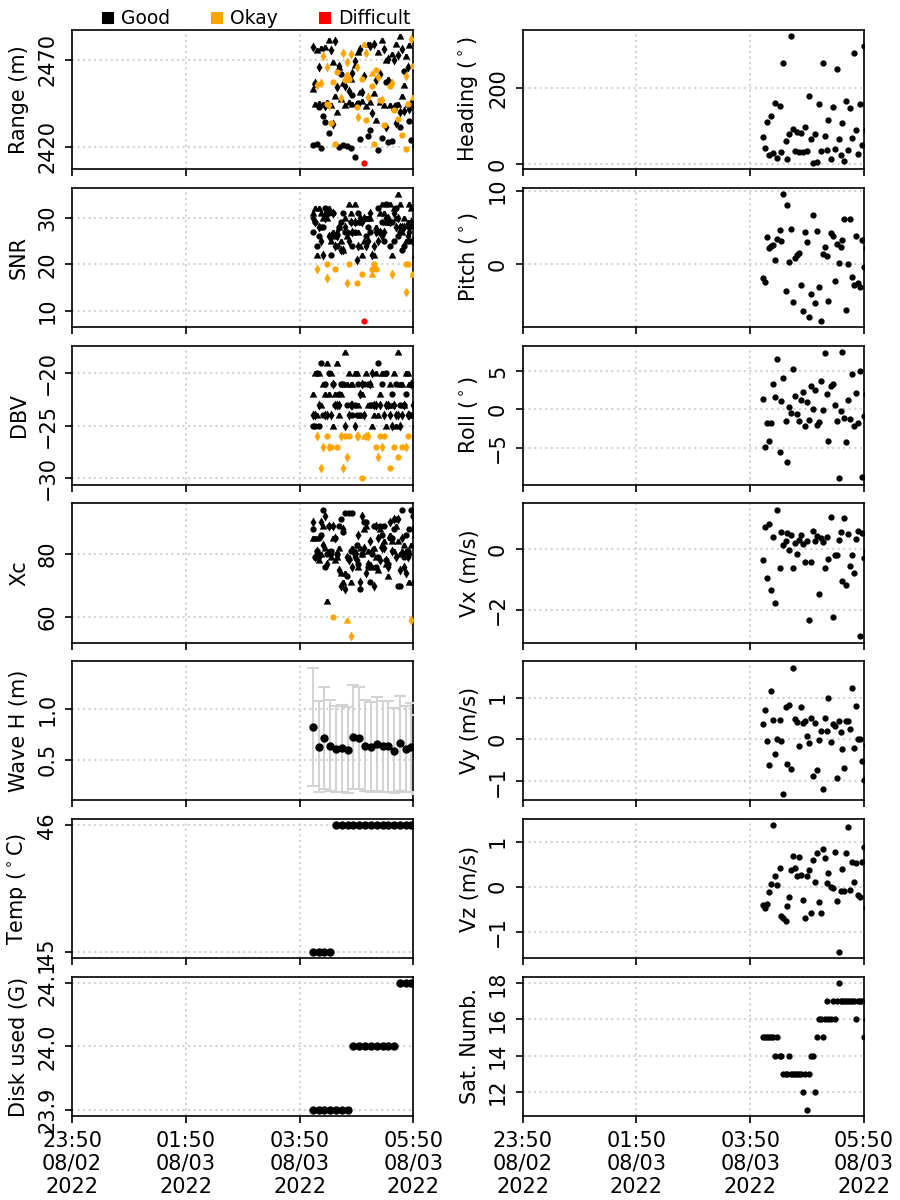 Good Okay Difficult
Range (m)
2470
2420
Heading (°)
200
0
SNR
30
20
10
Pitch (°)
10
0
DBV
−20
−25
−30
Roll (°)
5
0
−5
Xc
80
60
Vx (m/s)
0
−2
Wave H (m)
1.0
0.5
Vy (m/s)
1
0
−1
Temp (°C)
46
45
Vz (m/s)
1
0
−1
Disk used (G)
24.1
24.0
23.9
Sat. Numb.
18
16
14
12
23:50 01:50 03:50 05:50
08/02 08/03 08/03 08/03
2022 2022 2022 2022
23:50 01:50 03:50 05:50
08/02 08/03 08/03 08/03
2022 2022 2022 2022